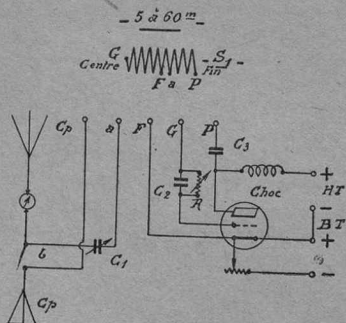 - 5 à 60 m -
G
Centre
- S1 -
Fin
F a P
Cp
a
F
G
P
C3
C2
R
Choc
+ HT
-
BT
+
-
b
C1
Cp